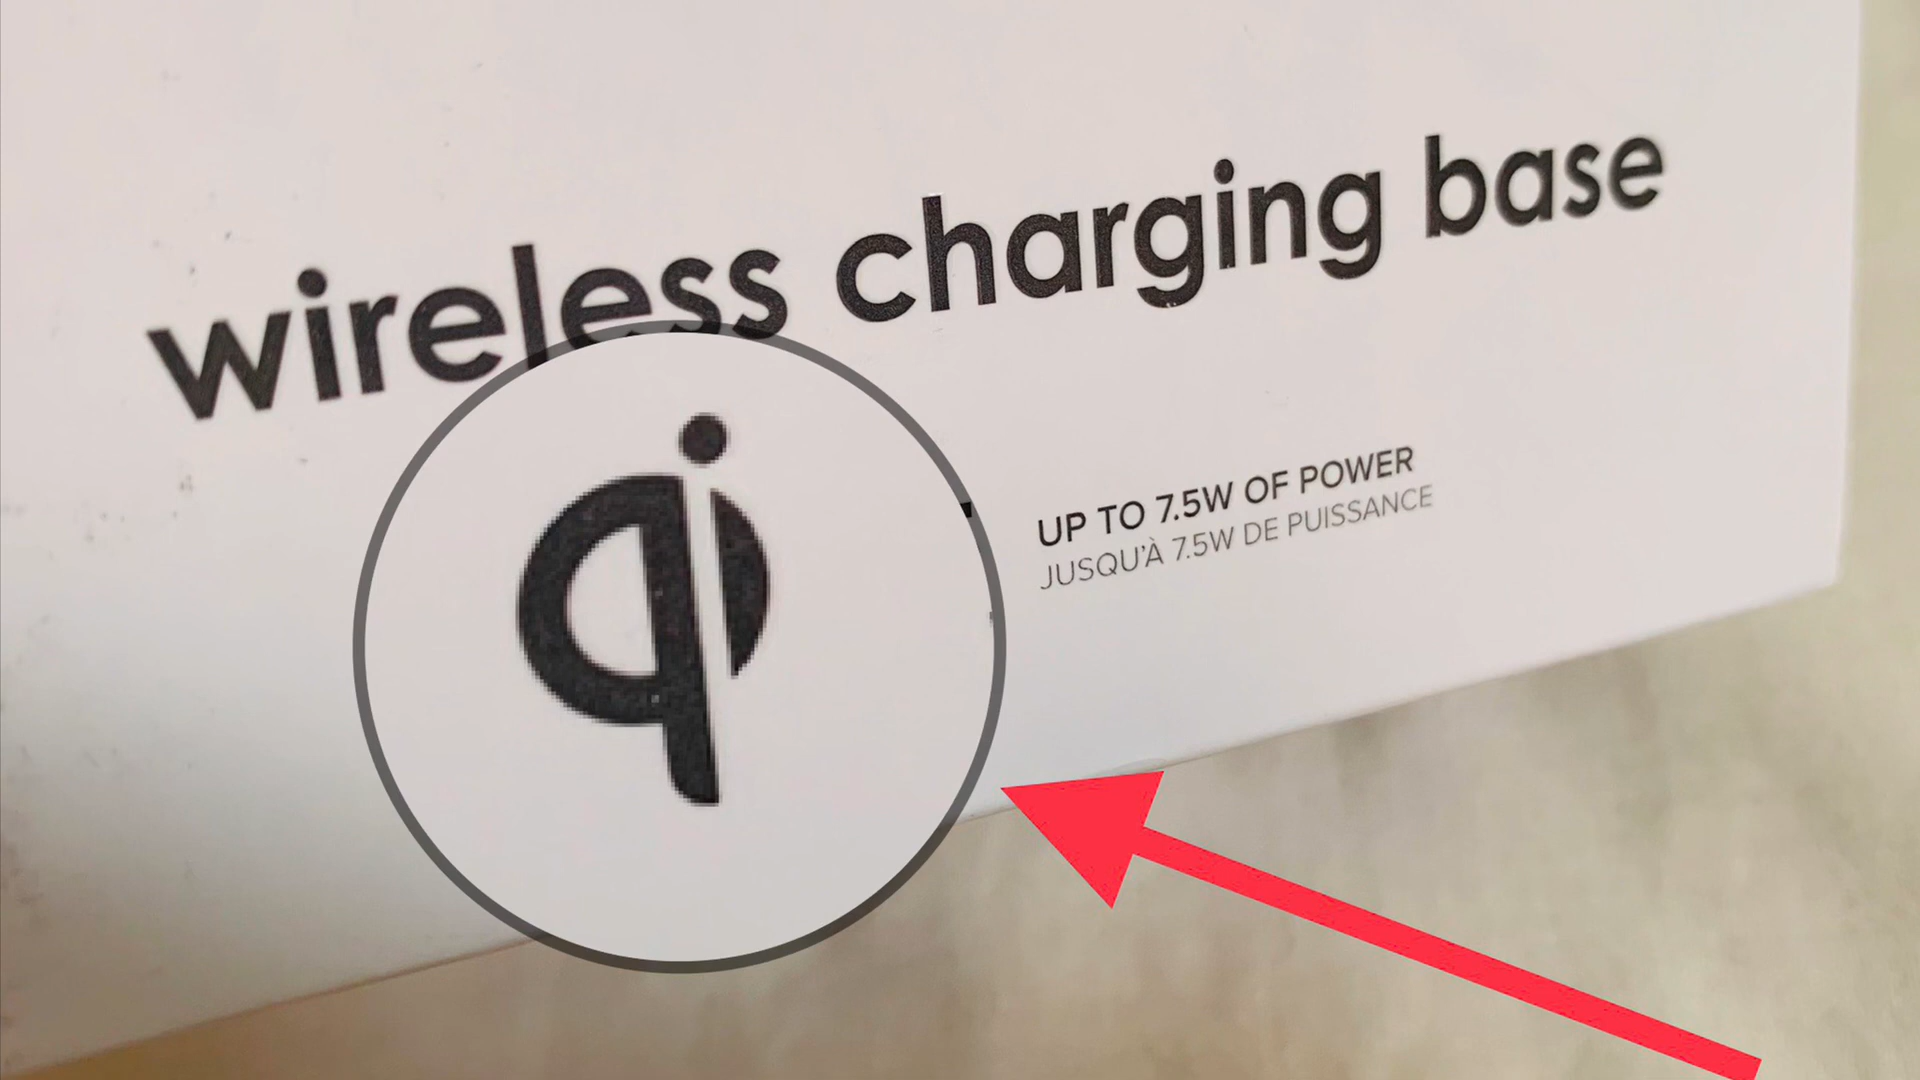 wireless charging base
qi
UP TO 7.5W OF POWER
JUSQU'À 7.5W DE PUISSANCE